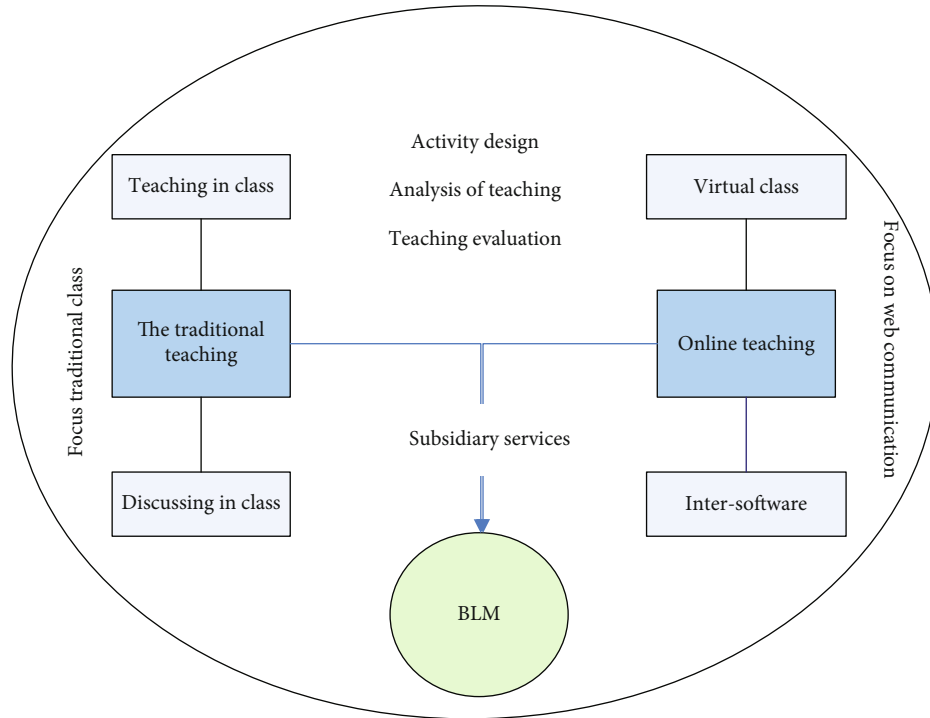 Activity design
Analysis of teaching
Teaching evaluation
Teaching in class
Virtual class
Focus traditional class
The traditional
teaching
Online teaching
Focus on web communication
Subsidiary services
Discussing in class
Inter-software
BLM